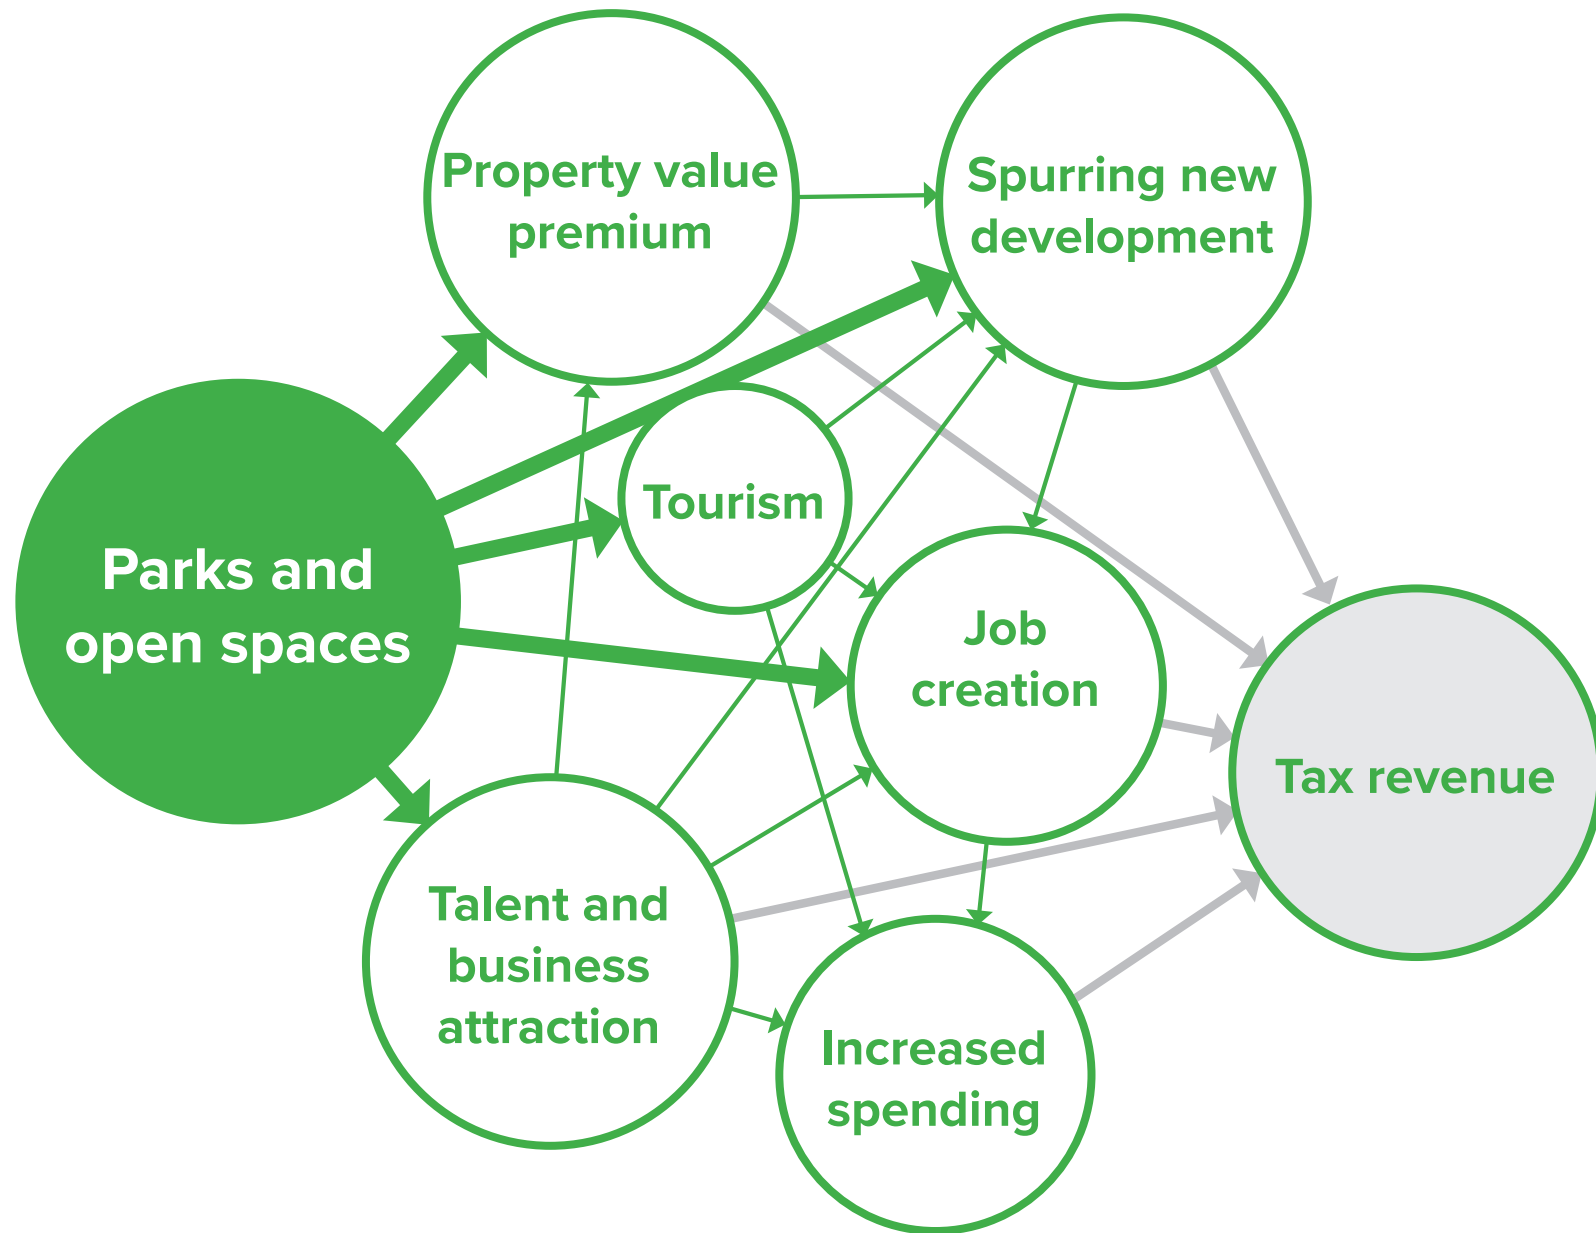 Property value
premium
Spurring new
development
Tourism
Parks and
open spaces
Job
creation
Tax revenue
Talent and
business
attraction
Increased
spending